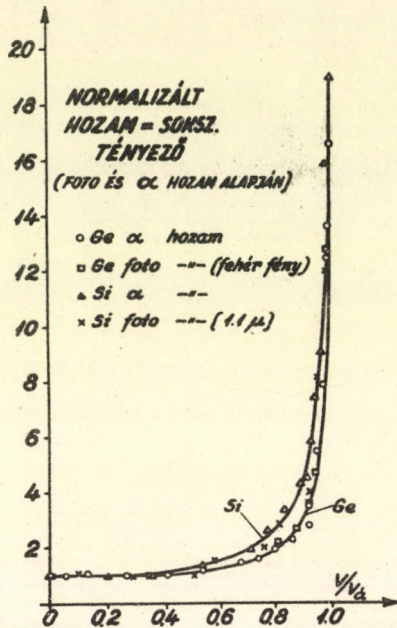 20
18
16
14
12
10
8
6
4
2
NORMALIZÁLT
HOZAM = SOKSZ.
TÉNYEZŐ
(FOTO ÉS α HOZAM ALAPJÁN)
Ge α hozam
Ge foto -〃- (fehér fény)
Si α -〃-
Si foto -〃- (1.1 μ)
Si
Ge
V/Vá
0 0.2 0.4 0.6 0.8 1.0